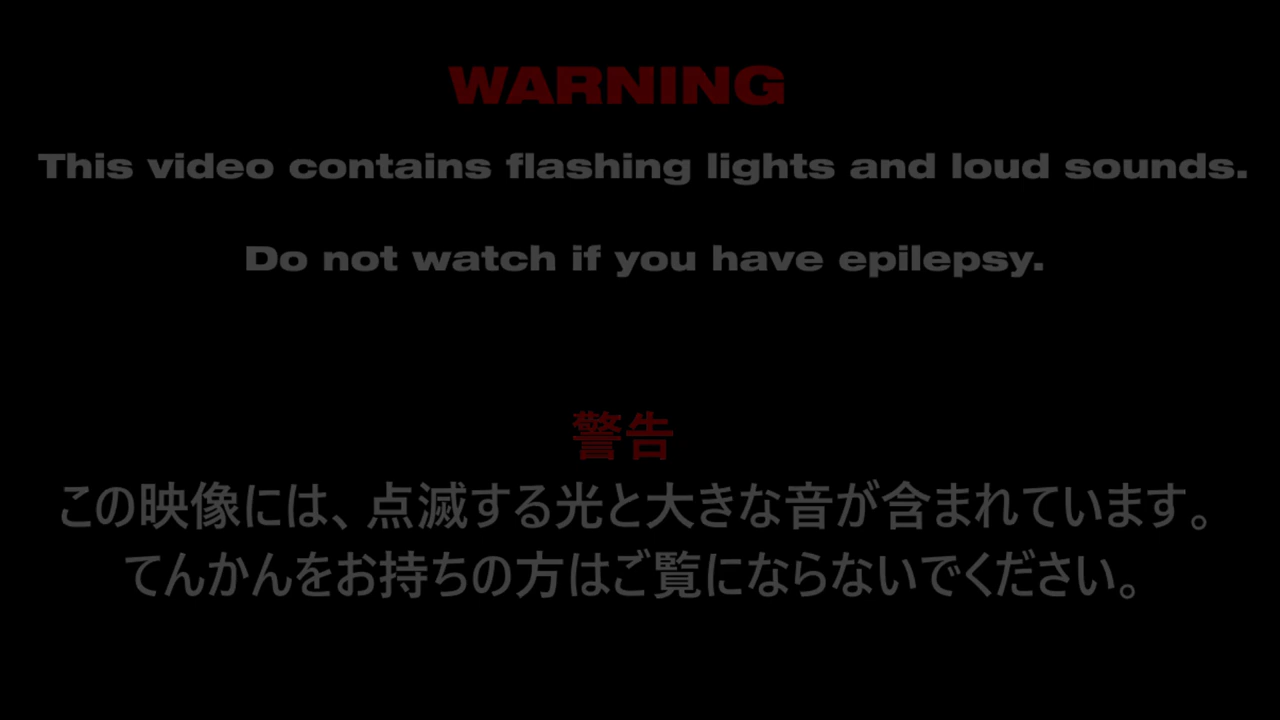 WARNING
This video contains flashing lights and loud sounds.
Do not watch if you have epilepsy.
警告
この映像には、点滅する光と大きな音が含まれています。
てんかんをお持ちの方はご覧にならないでください。